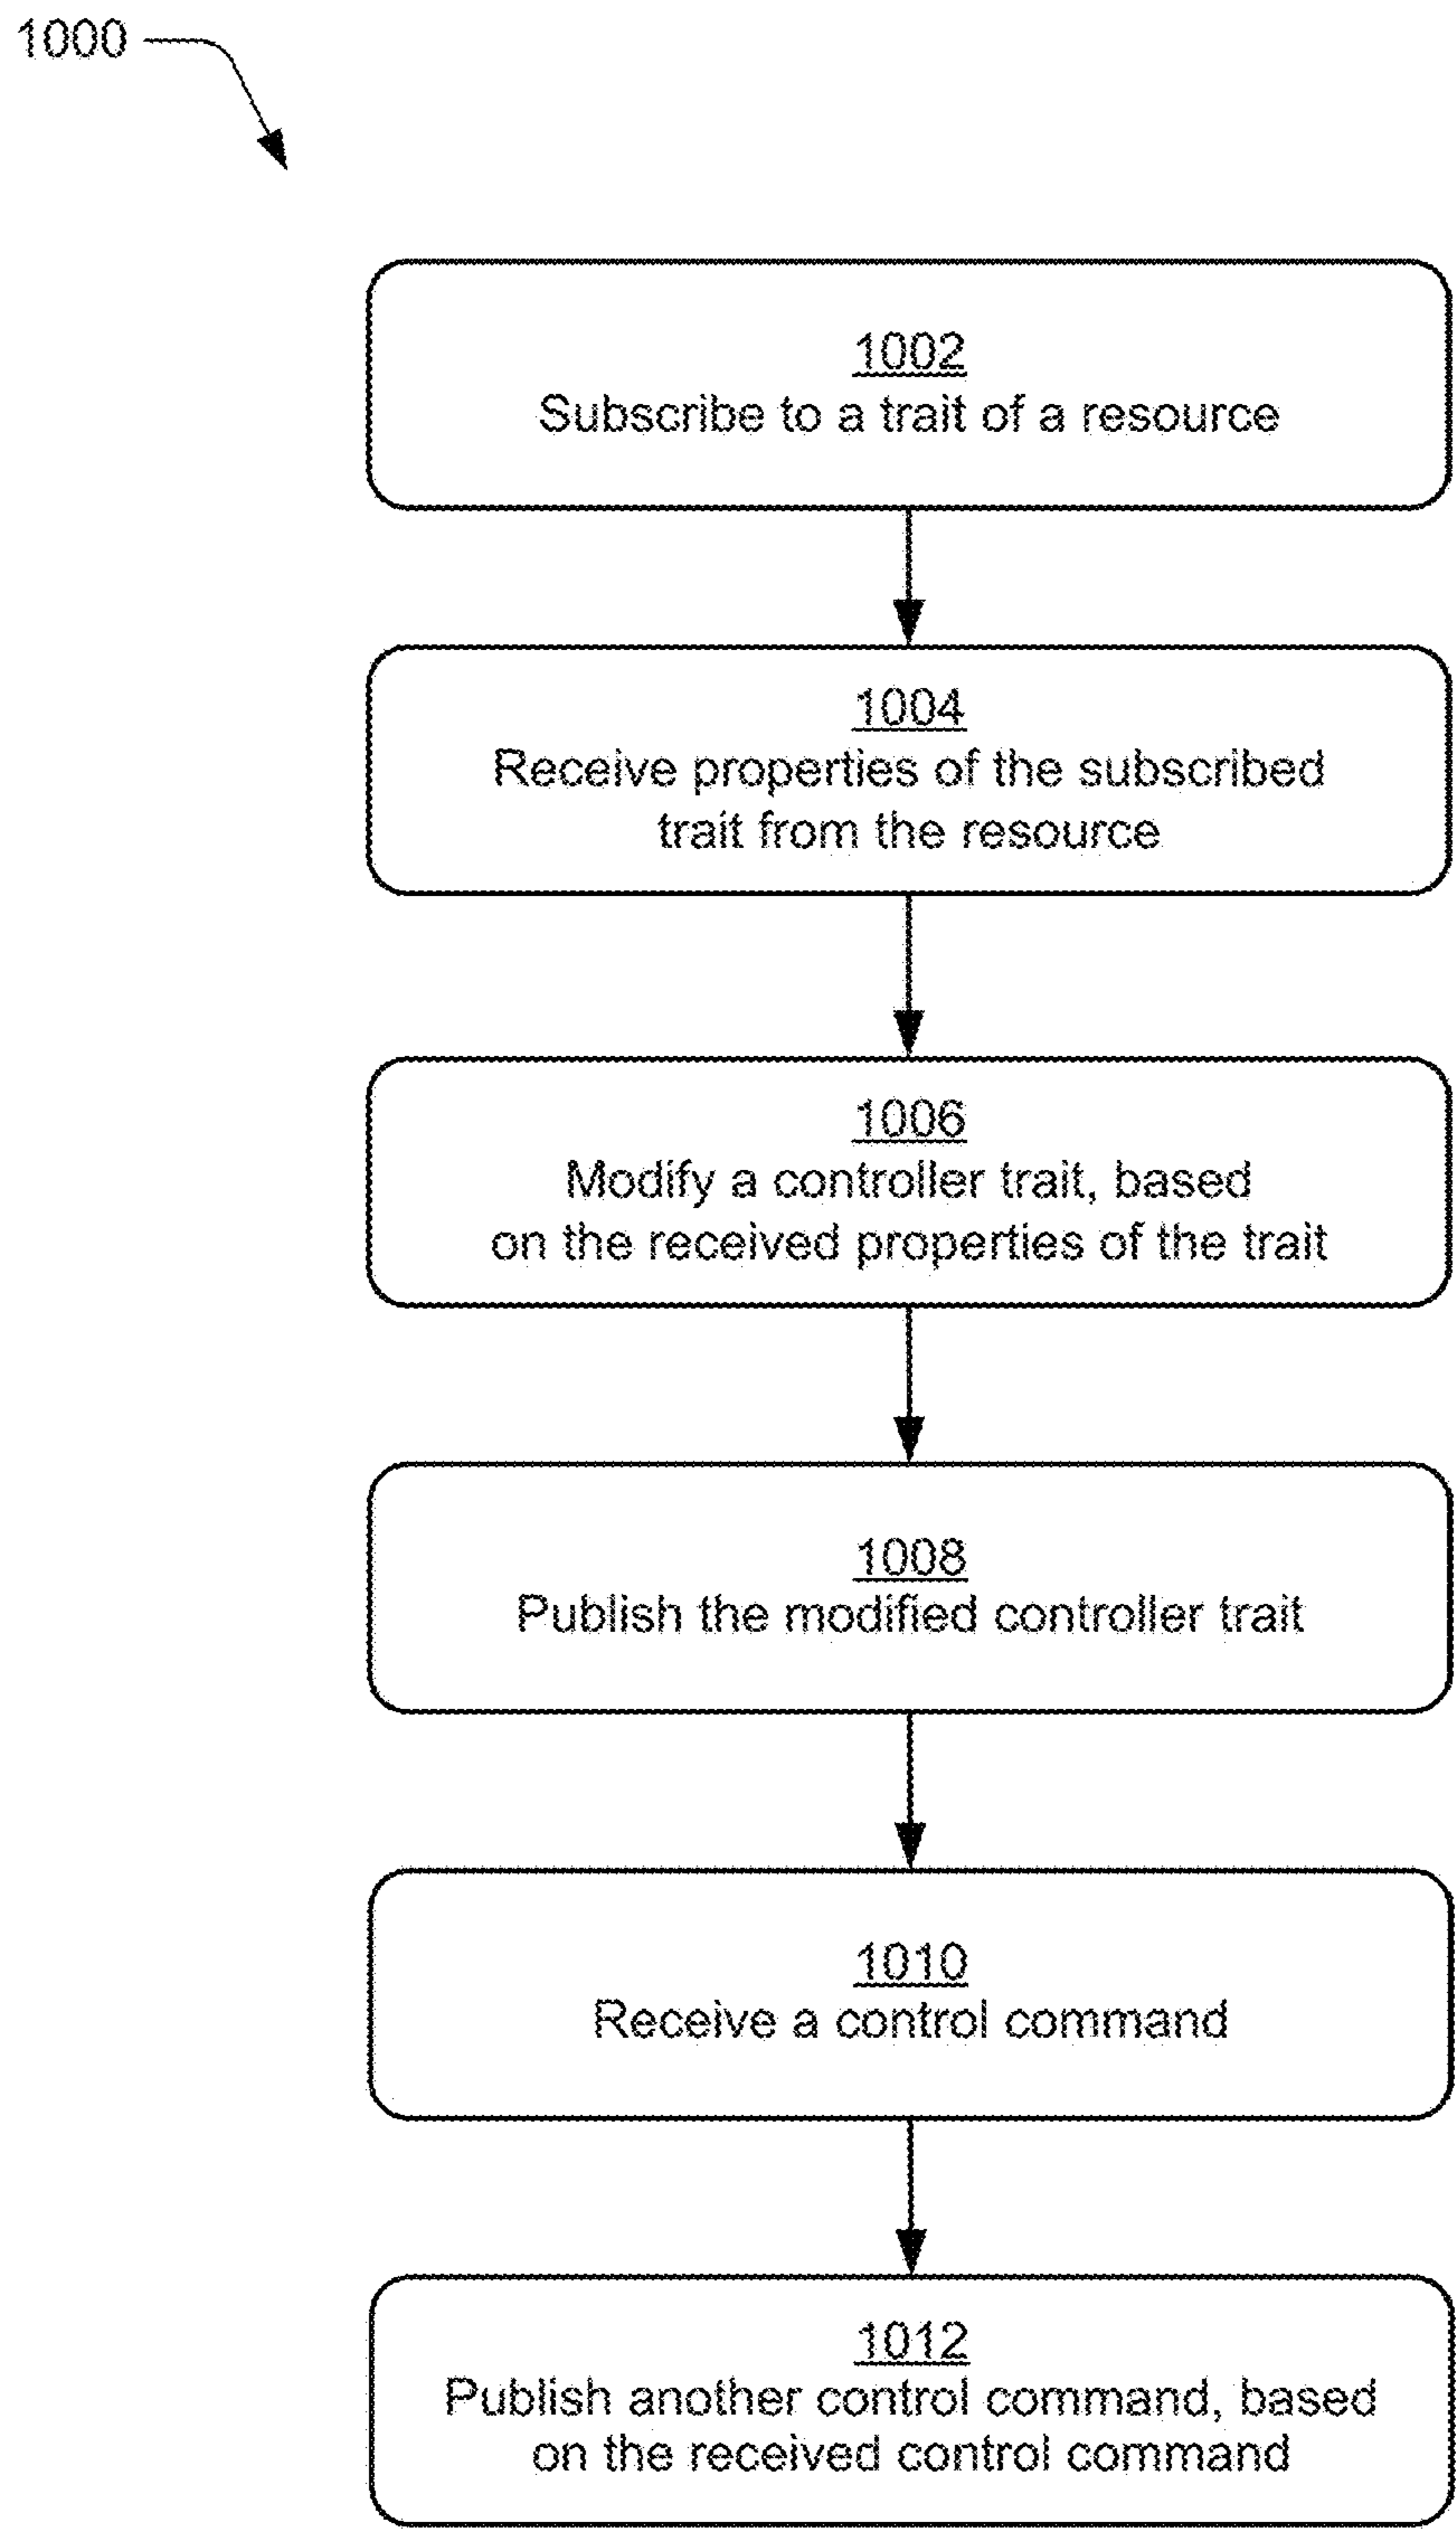 1000
1002
Subscribe to a trait of a resource
1004
Receive properties of the subscribed
trait from the resource
1006
Modify a controller trait, based
on the received properties of the trait
1008
Publish the modified controller trait
1010
Receive a control command
1012
Publish another control command, based
on the received control command